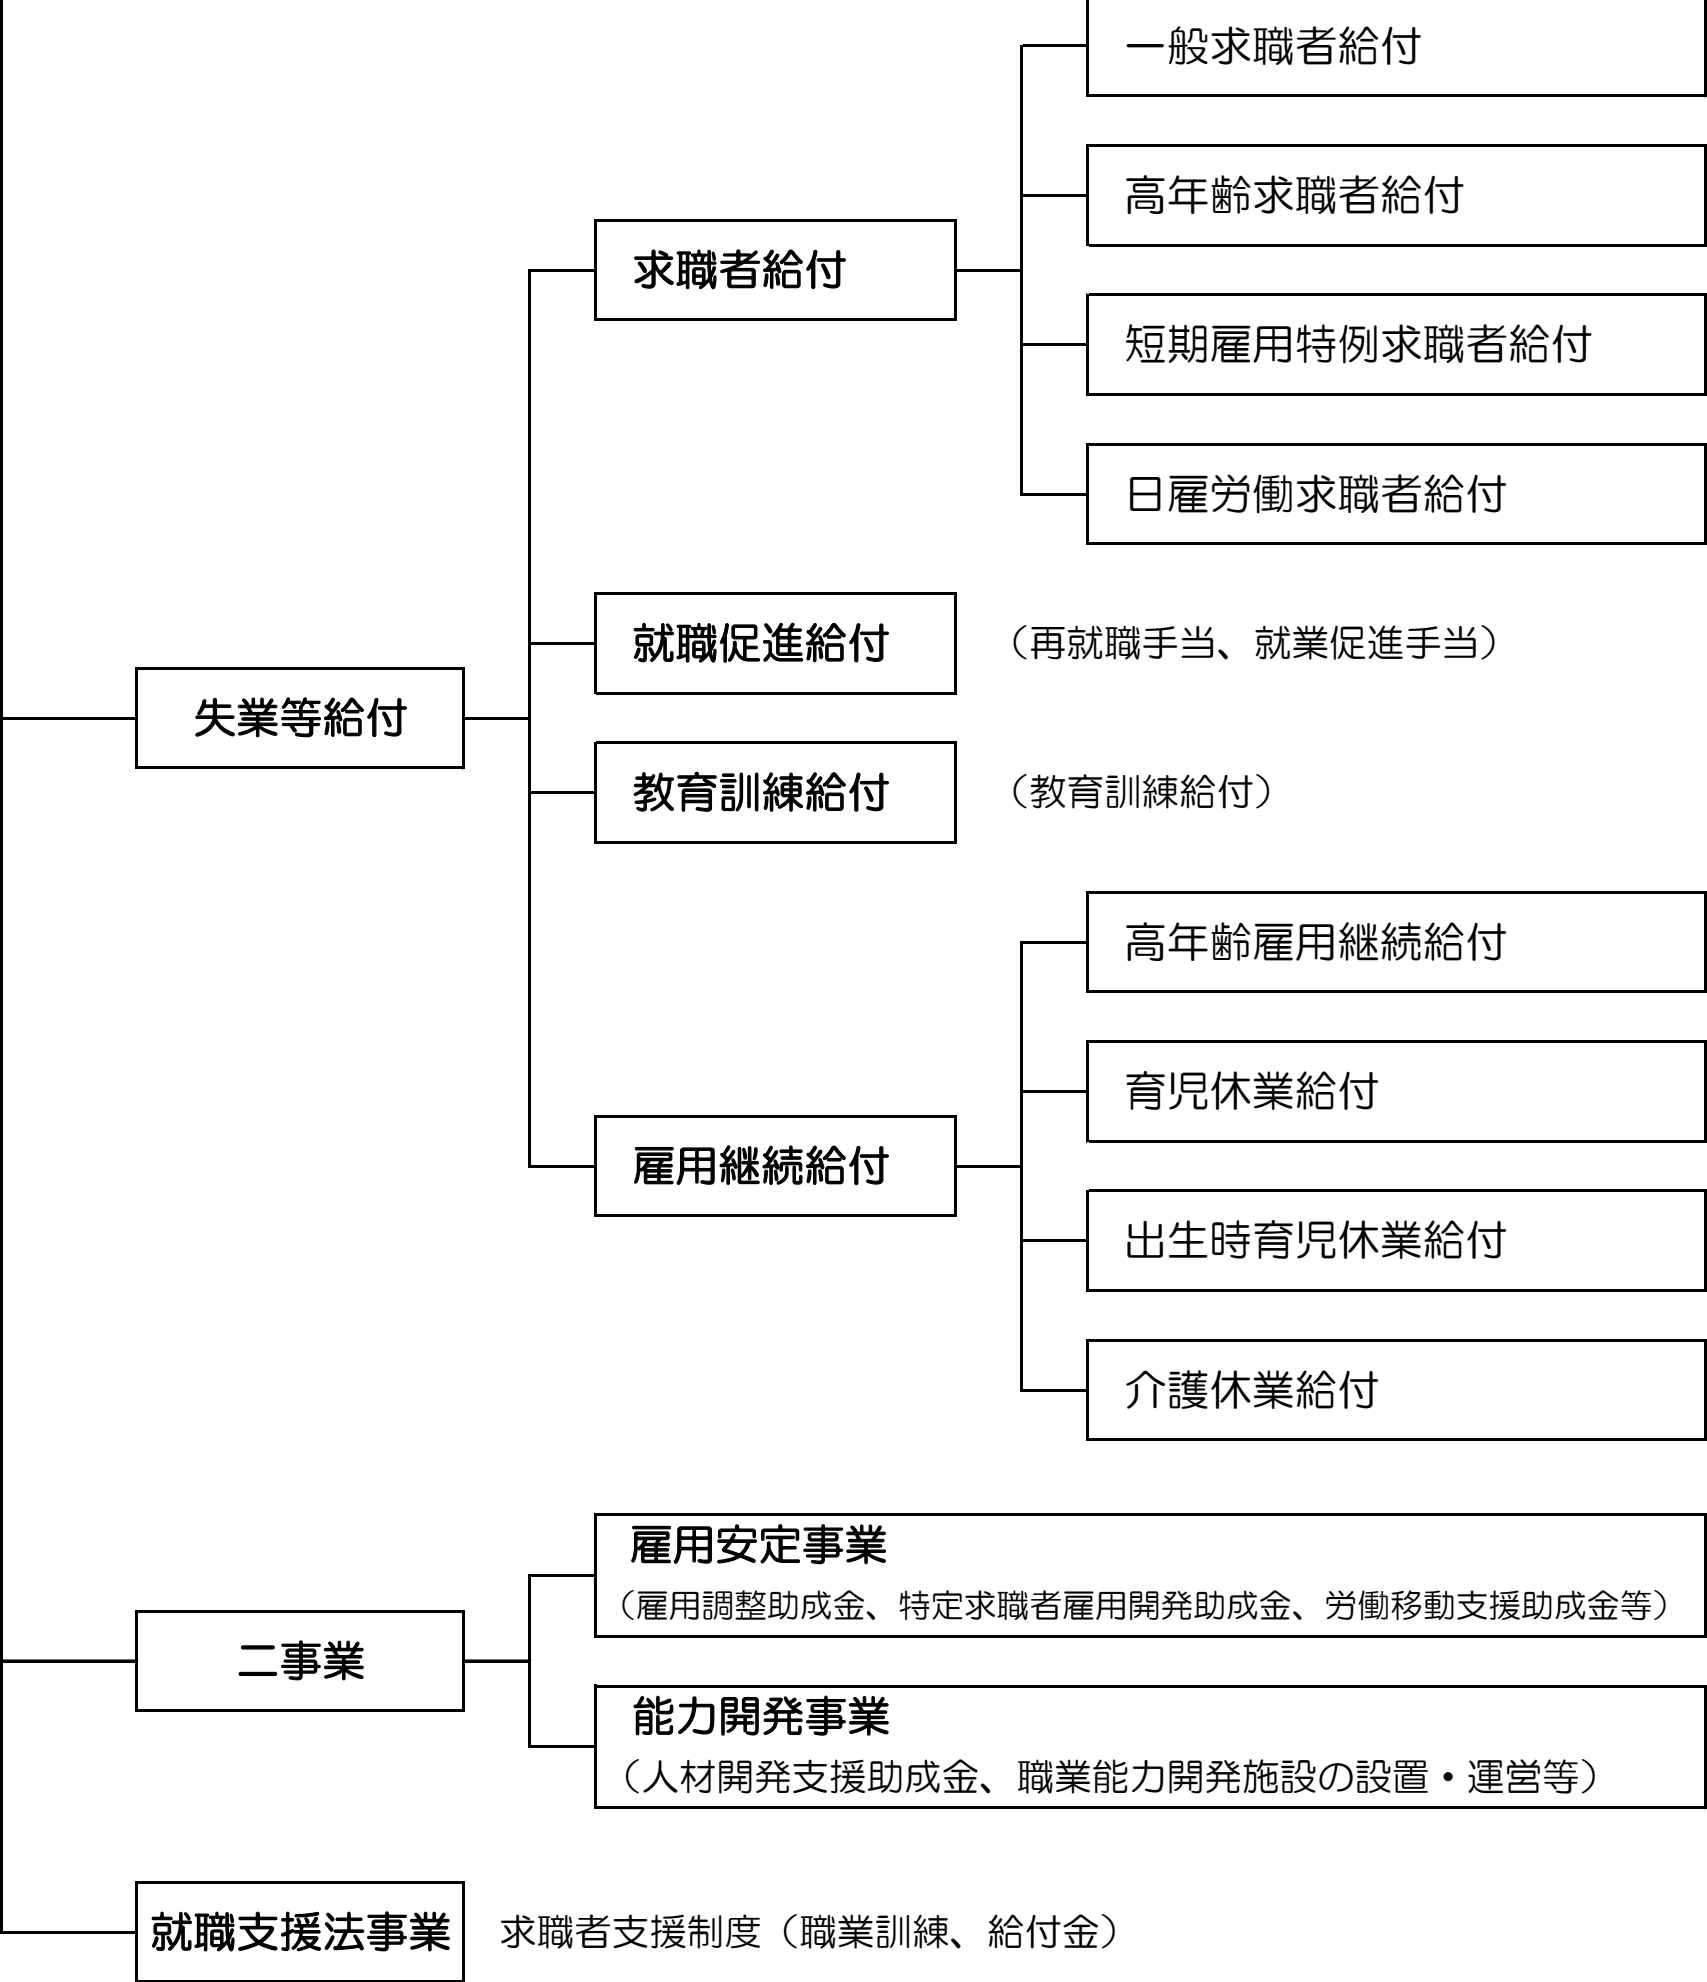 一般求職者給付
高年齢求職者給付
求職者給付
短期雇用特例求職者給付
日雇労働求職者給付
就職促進給付
（再就職手当、就業促進手当）
失業等給付
教育訓練給付
（教育訓練給付）
高年齢雇用継続給付
育児休業給付
雇用継続給付
出生時育児休業給付
介護休業給付
雇用安定事業
（雇用調整助成金、特定求職者雇用開発助成金、労働移動支援助成金等）
二事業
能力開発事業
（人材開発支援助成金、職業能力開発施設の設置・運営等）
就職支援法事業
求職者支援制度（職業訓練、給付金）